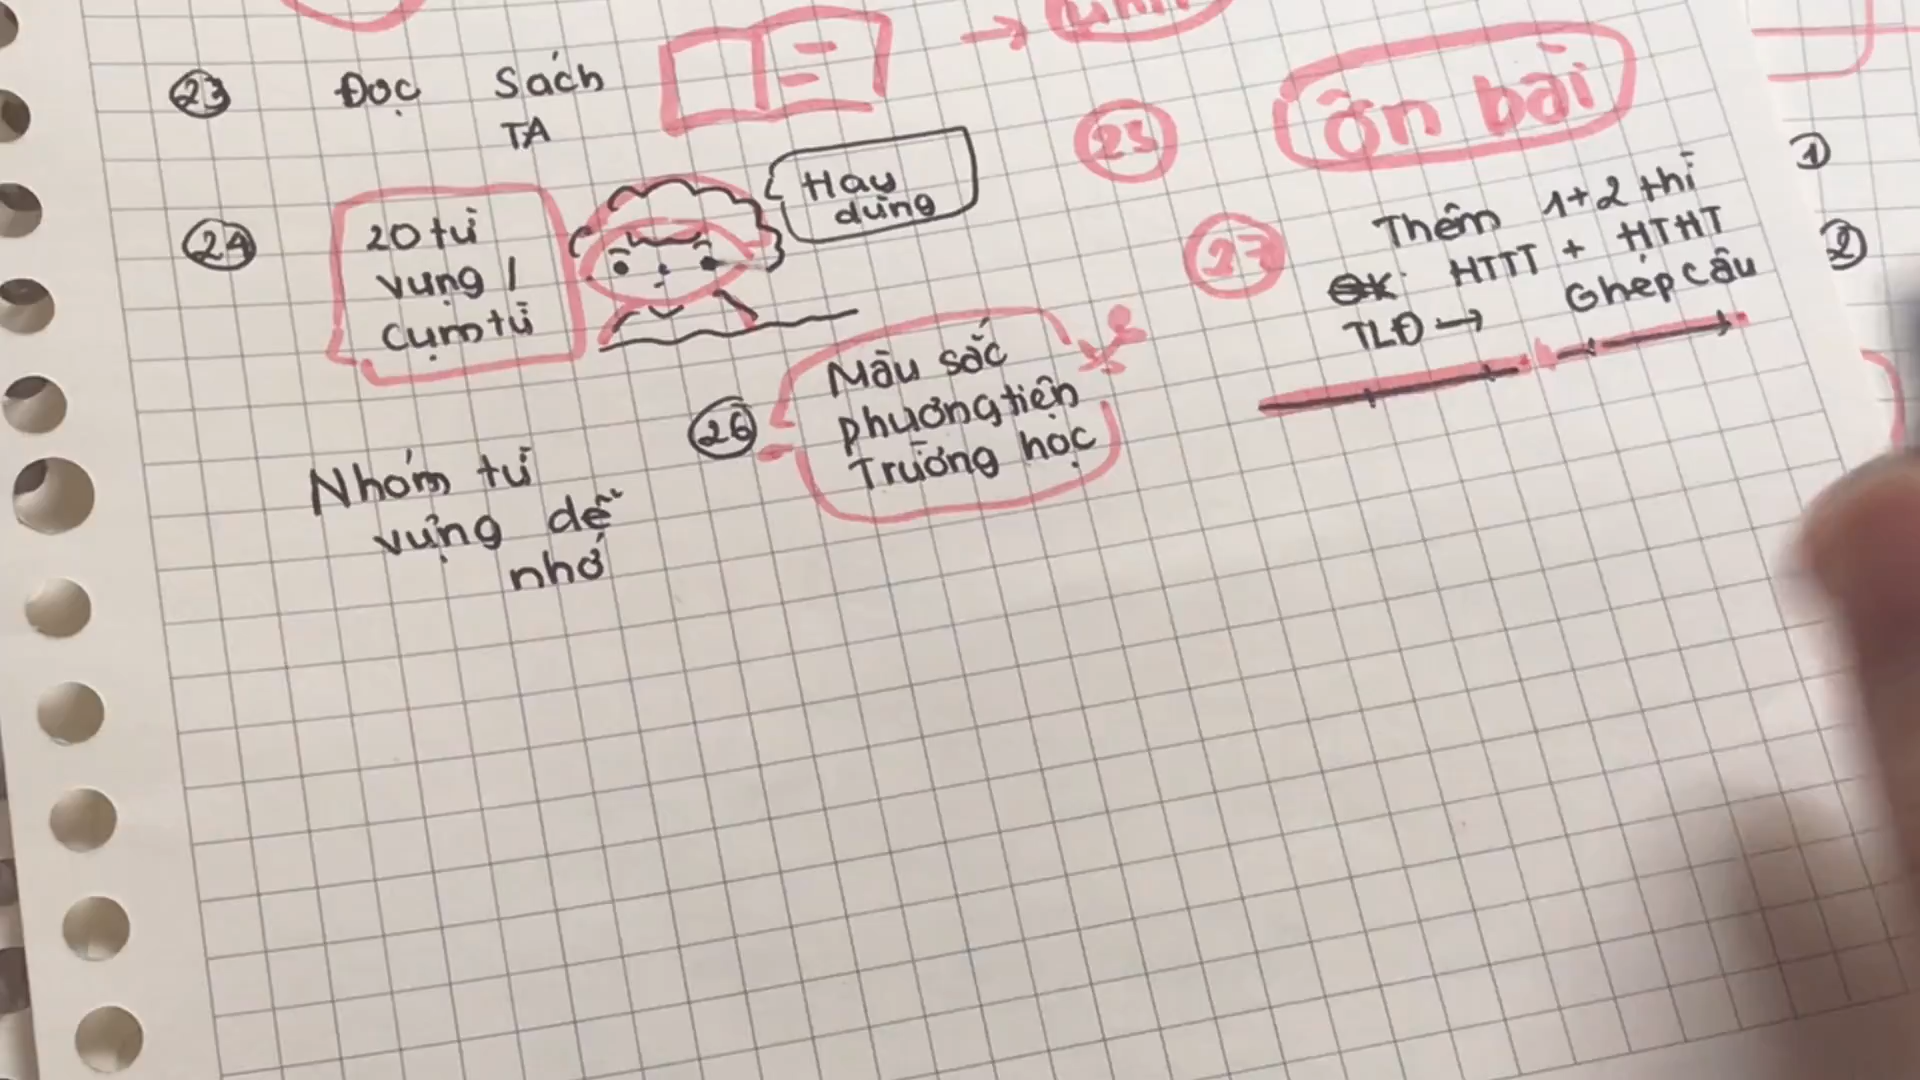 23 Đọc Sách
TA
24
20 từ
vựng /
cụm từ
Hay
dùng
25
ôn bài
26
Màu sắc
phương tiện
Trường học
Nhóm từ
vựng dễ
nhớ
27
Thêm 1+2 thì
HTTT + HTHT
TLĐ → Ghép câu
1
2